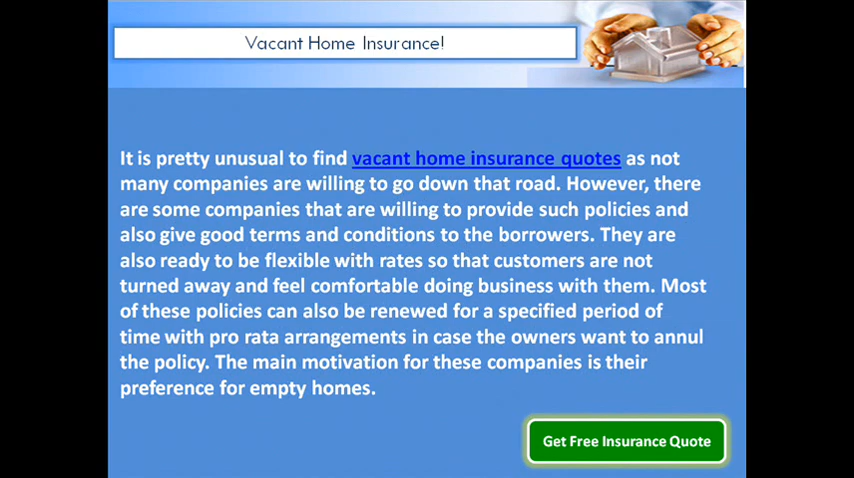 Vacant Home Insurance!
It is pretty unusual to find vacant home insurance quotes as not
many companies are willing to go down that road. However, there
are some companies that are willing to provide such policies and
also give good terms and conditions to the borrowers. They are
also ready to be flexible with rates so that customers are not
turned away and feel comfortable doing business with them. Most
of these policies can also be renewed for a specified period of
time with pro rata arrangements in case the owners want to annul
the policy. The main motivation for these companies is their
preference for empty homes.
Get Free Insurance Quote